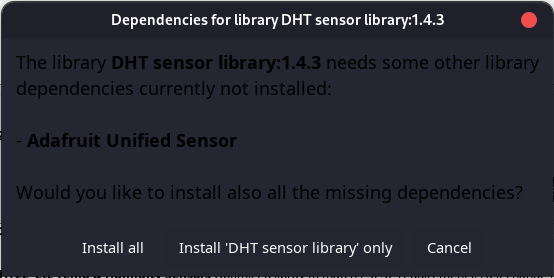 Dependencies for library DHT sensor library:1.4.3
The library DHT sensor library:1.4.3 needs some other library
dependencies currently not installed:
- Adafruit Unified Sensor
Would you like to install also all the missing dependencies?
Install all Install 'DHT sensor library' only Cancel